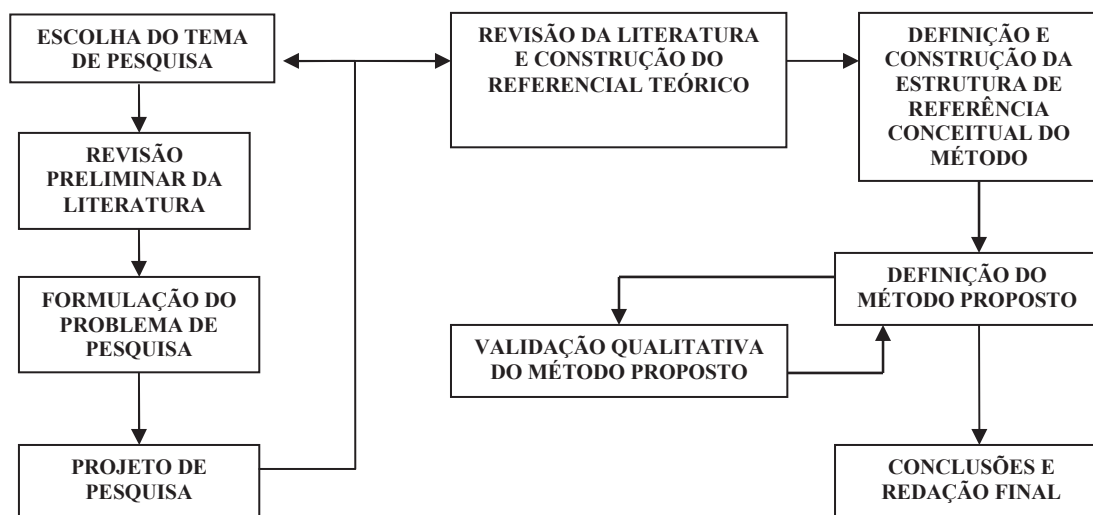 ESCOLHA DO TEMA
DE PESQUISA
REVISÃO
PRELIMINAR DA
LITERATURA
FORMULAÇÃO DO
PROBLEMA DE
PESQUISA
PROJETO DE
PESQUISA
REVISÃO DA LITERATURA
E CONSTRUÇÃO DO
REFERENCIAL TEÓRICO
DEFINIÇÃO E
CONSTRUÇÃO DA
ESTRUTURA DE
REFERÊNCIA
CONCEITUAL DO
MÉTODO
DEFINIÇÃO DO
MÉTODO PROPOSTO
VALIDAÇÃO QUALITATIVA
DO MÉTODO PROPOSTO
CONCLUSÕES E
REDAÇÃO FINAL